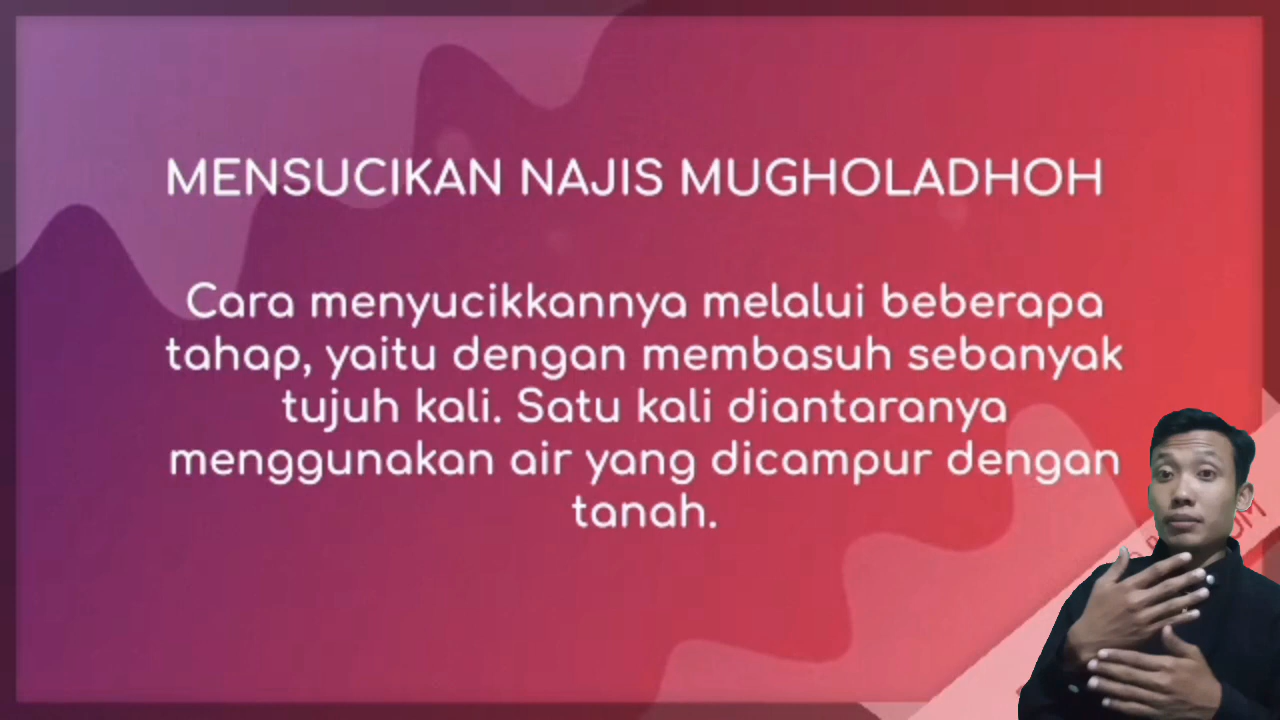 MENSUCIKAN NAJIS MUGHOLADHOH
Cara menyucikkannya melalui beberapa
tahap, yaitu dengan membasuh sebanyak
tujuh kali. Satu kali diantaranya
menggunakan air yang dicampur dengan
tanah.